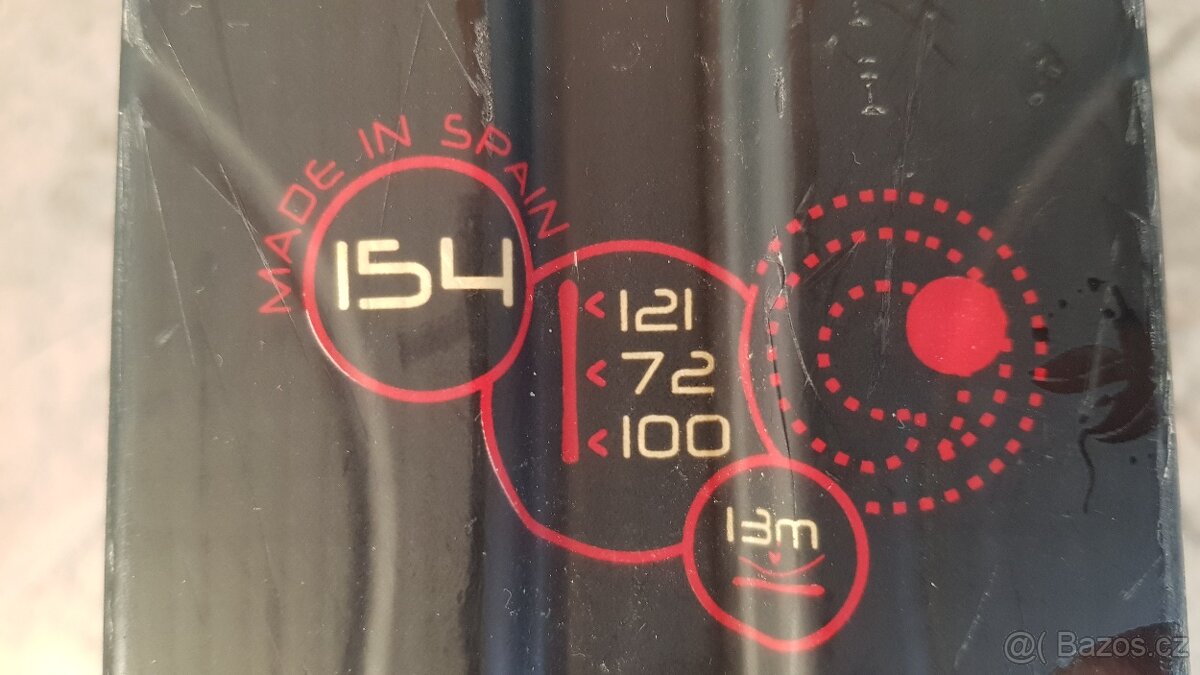 MADE IN SPAIN
154
< 121
< 72
< 100
13m
@( Bazos.cz